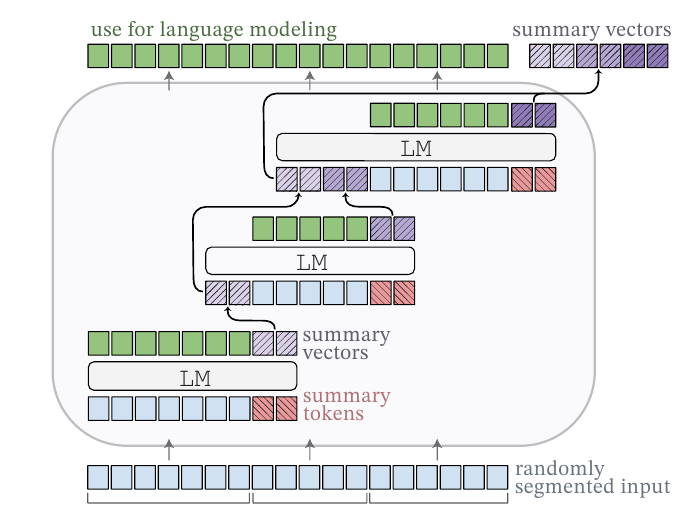 use for language modeling
summary vectors
LM
LM
summary
vectors
LM
summary
tokens
randomly
segmented input